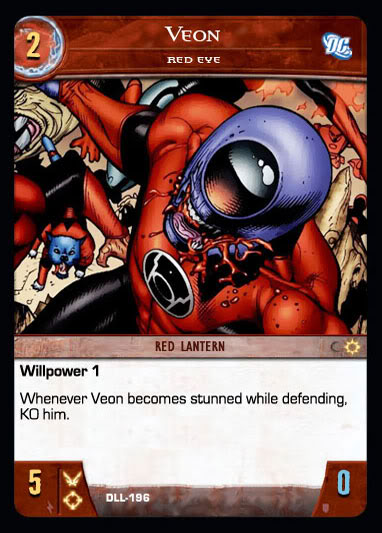 2
VEON
DC
RED EYE
RED LANTERN
Willpower 1
Whenever Veon becomes stunned while defending,
KO him.
5
DLL-196
0